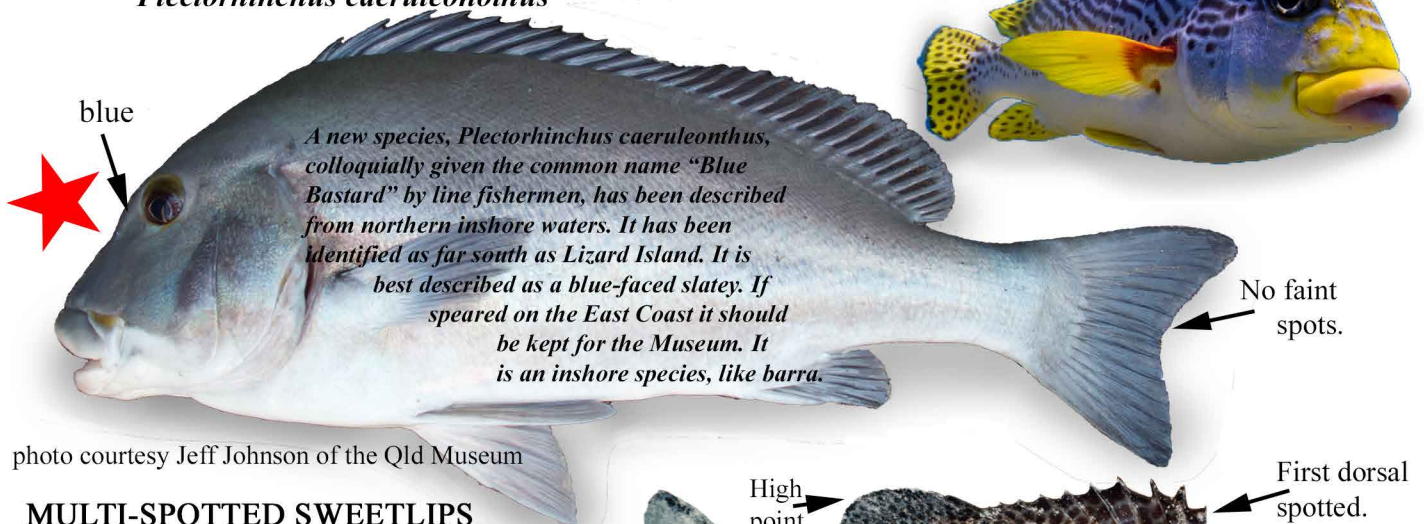 Plectorhinchus caeruleonothus
blue
A new species, Plectorhinchus caeruleonthus,
colloquially given the common name “Blue
Bastard” by line fishermen, has been described
from northern inshore waters. It has been
identified as far south as Lizard Island. It is
best described as a blue-faced slatey. If
speared on the East Coast it should
be kept for the Museum. It
is an inshore species, like barra.
No faint
spots.
photo courtesy Jeff Johnson of the Qld Museum
MULTI-SPOTTED SWEETLIPS
High
point
First dorsal
spotted.